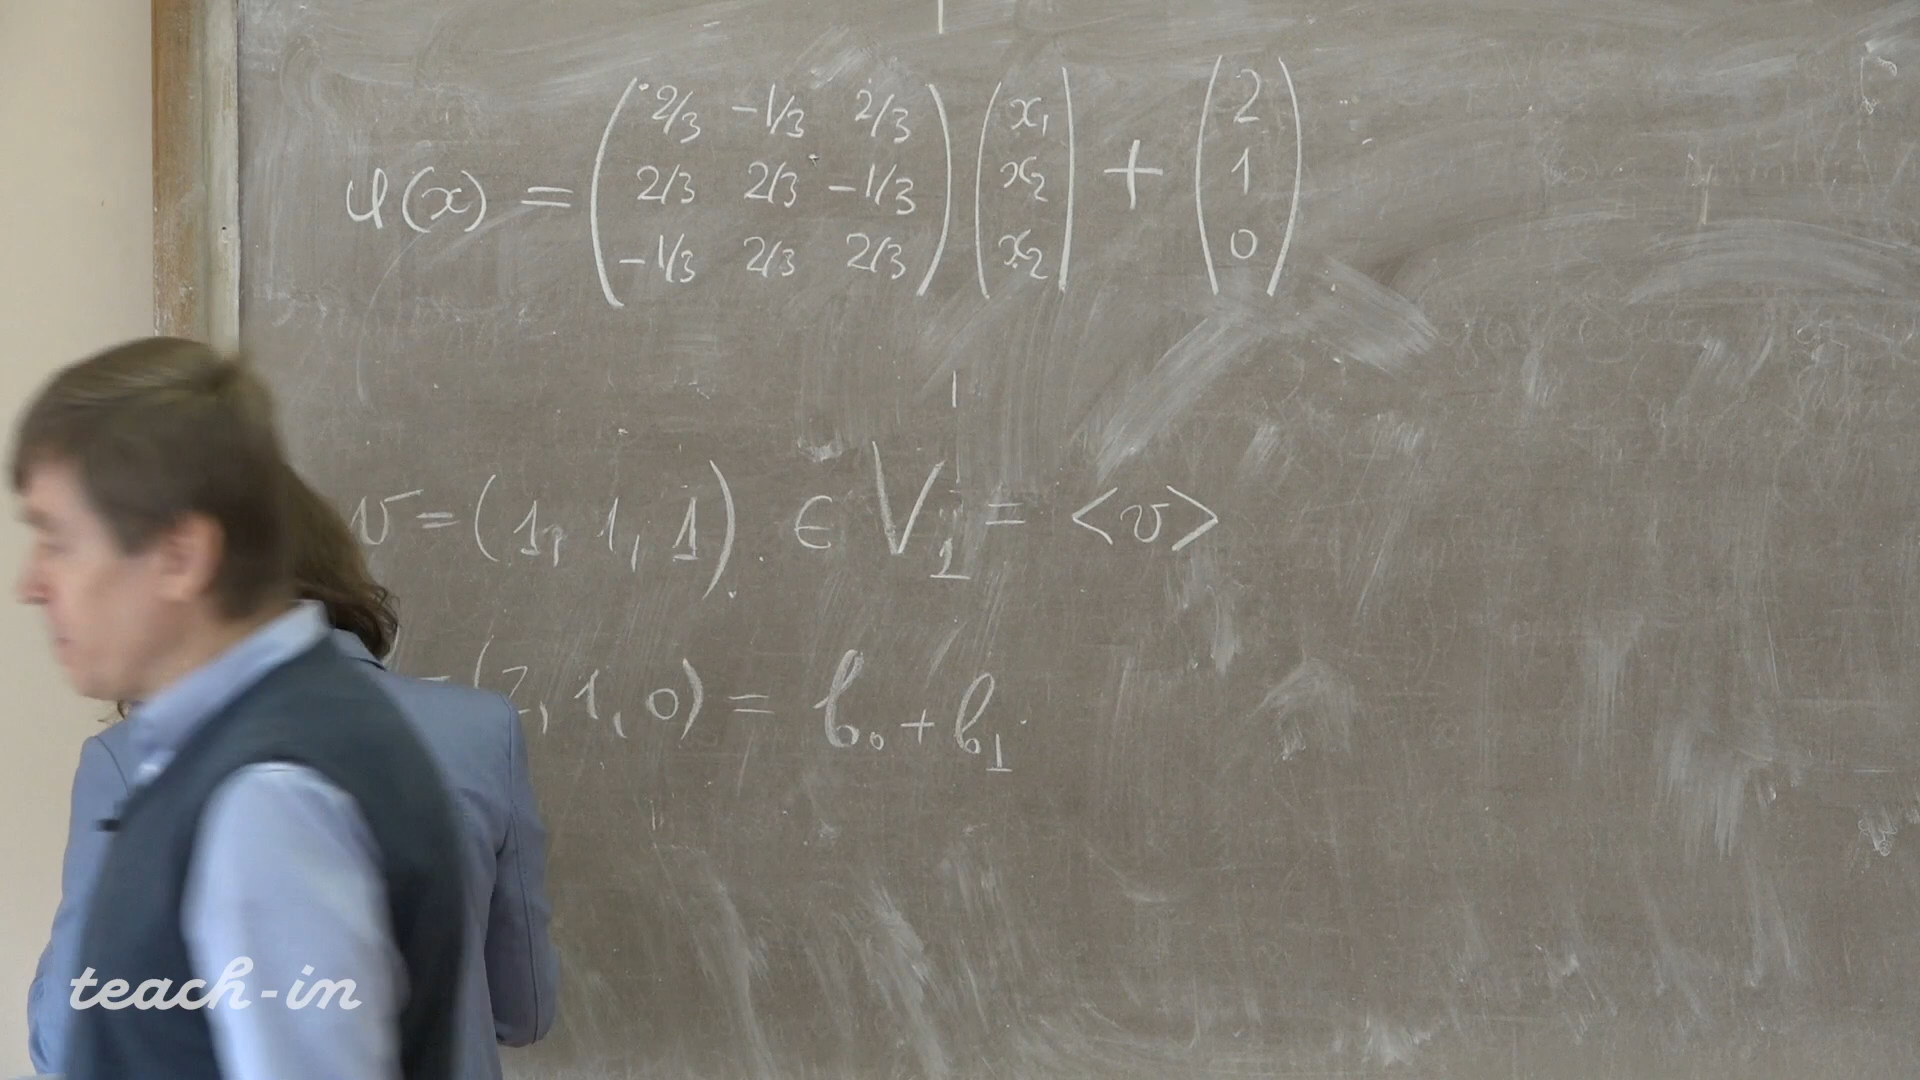 φ(x) = ( 2/3 -1/3 2/3 ) ( x₁ ) + ( 2 )
2/3 2/3 -1/3 x₂ 1
-1/3 2/3 2/3 x₂ 0
v = (1, 1, 1) ∈ V₁ = <v>
= (2, 1, 0) = b₀ + b₁
teach-in